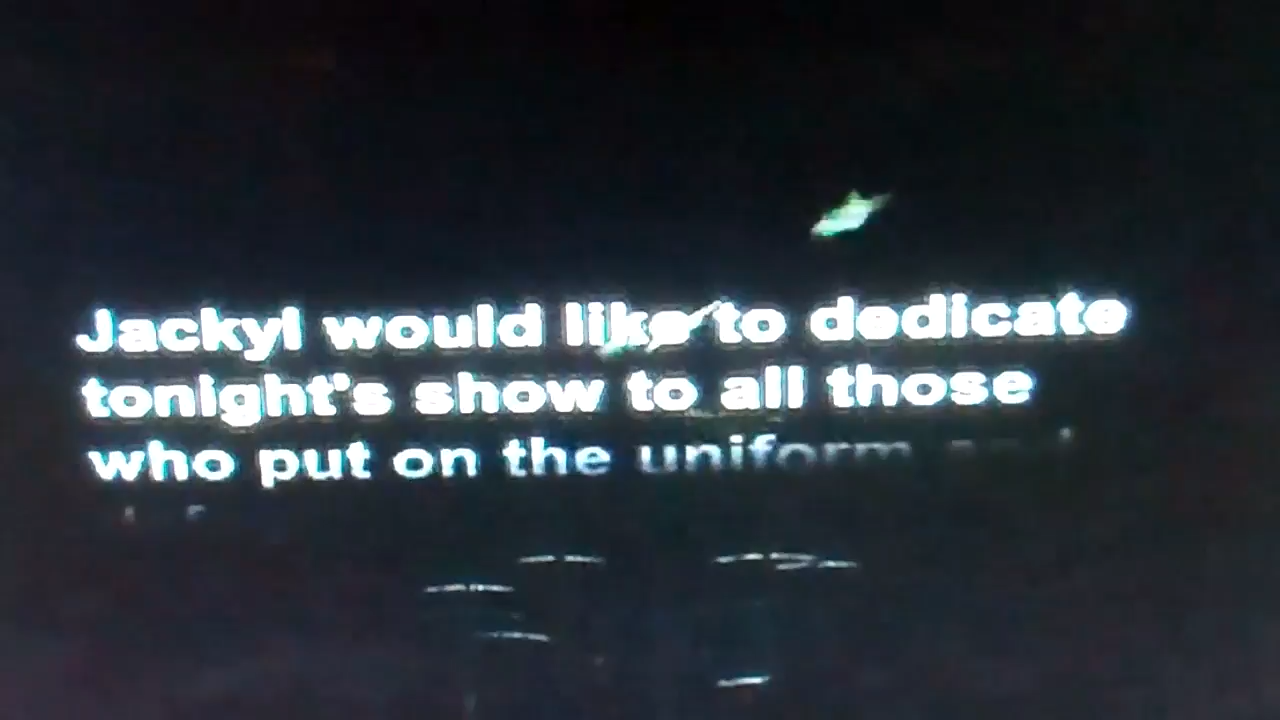 Jackyl would like to dedicate
tonight's show to all those
who put on the uniform